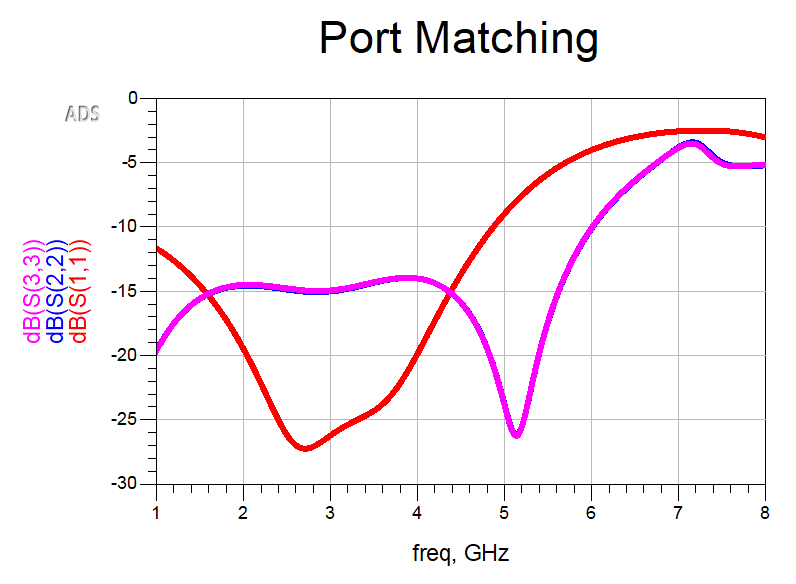 Port Matching
ADS
0
-5
-10
-15
-20
-25
-30
dB(S(3,3))
dB(S(2,2))
dB(S(1,1))
1 2 3 4 5 6 7 8
freq, GHz